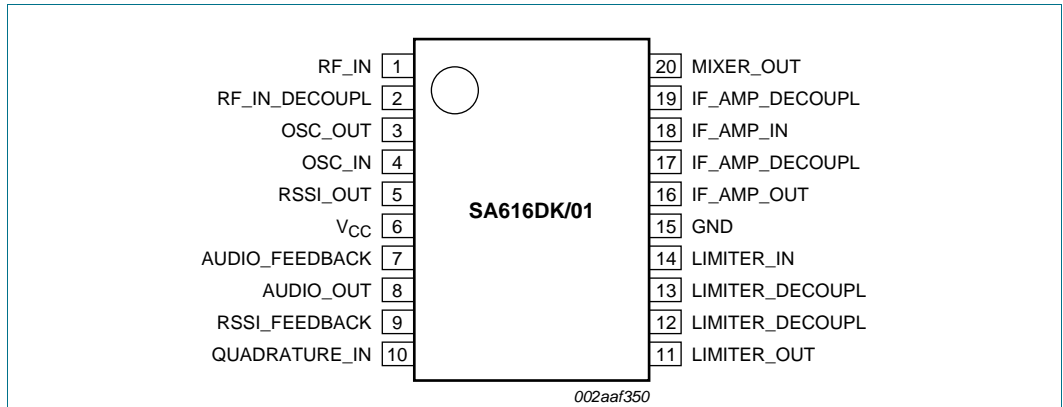 RF_IN 1
RF_IN_DECOUPL 2
OSC_OUT 3
OSC_IN 4
RSSI_OUT 5
VCC 6
AUDIO_FEEDBACK 7
AUDIO_OUT 8
RSSI_FEEDBACK 9
QUADRATURE_IN 10
SA616DK/01
20 MIXER_OUT
19 IF_AMP_DECOUPL
18 IF_AMP_IN
17 IF_AMP_DECOUPL
16 IF_AMP_OUT
15 GND
14 LIMITER_IN
13 LIMITER_DECOUPL
12 LIMITER_DECOUPL
11 LIMITER_OUT
002aaf350